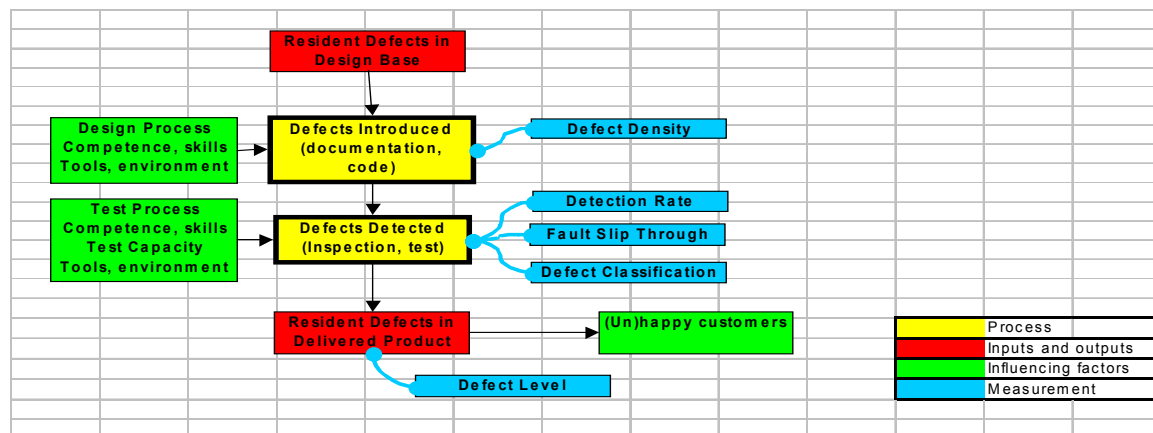 Resident Defects in
Design Base
Design Process
Competence, skills
Tools, environment
Defects Introduced
(documentation,
code)
Defect Density
Test Process
Competence, skills
Test Capacity
Tools, environment
Defects Detected
(Inspection, test)
Detection Rate
Fault Slip Through
Defect Classification
Resident Defects in
Delivered Product
(Un)happy customers
Defect Level
Process
Inputs and outputs
Influencing factors
Measurement